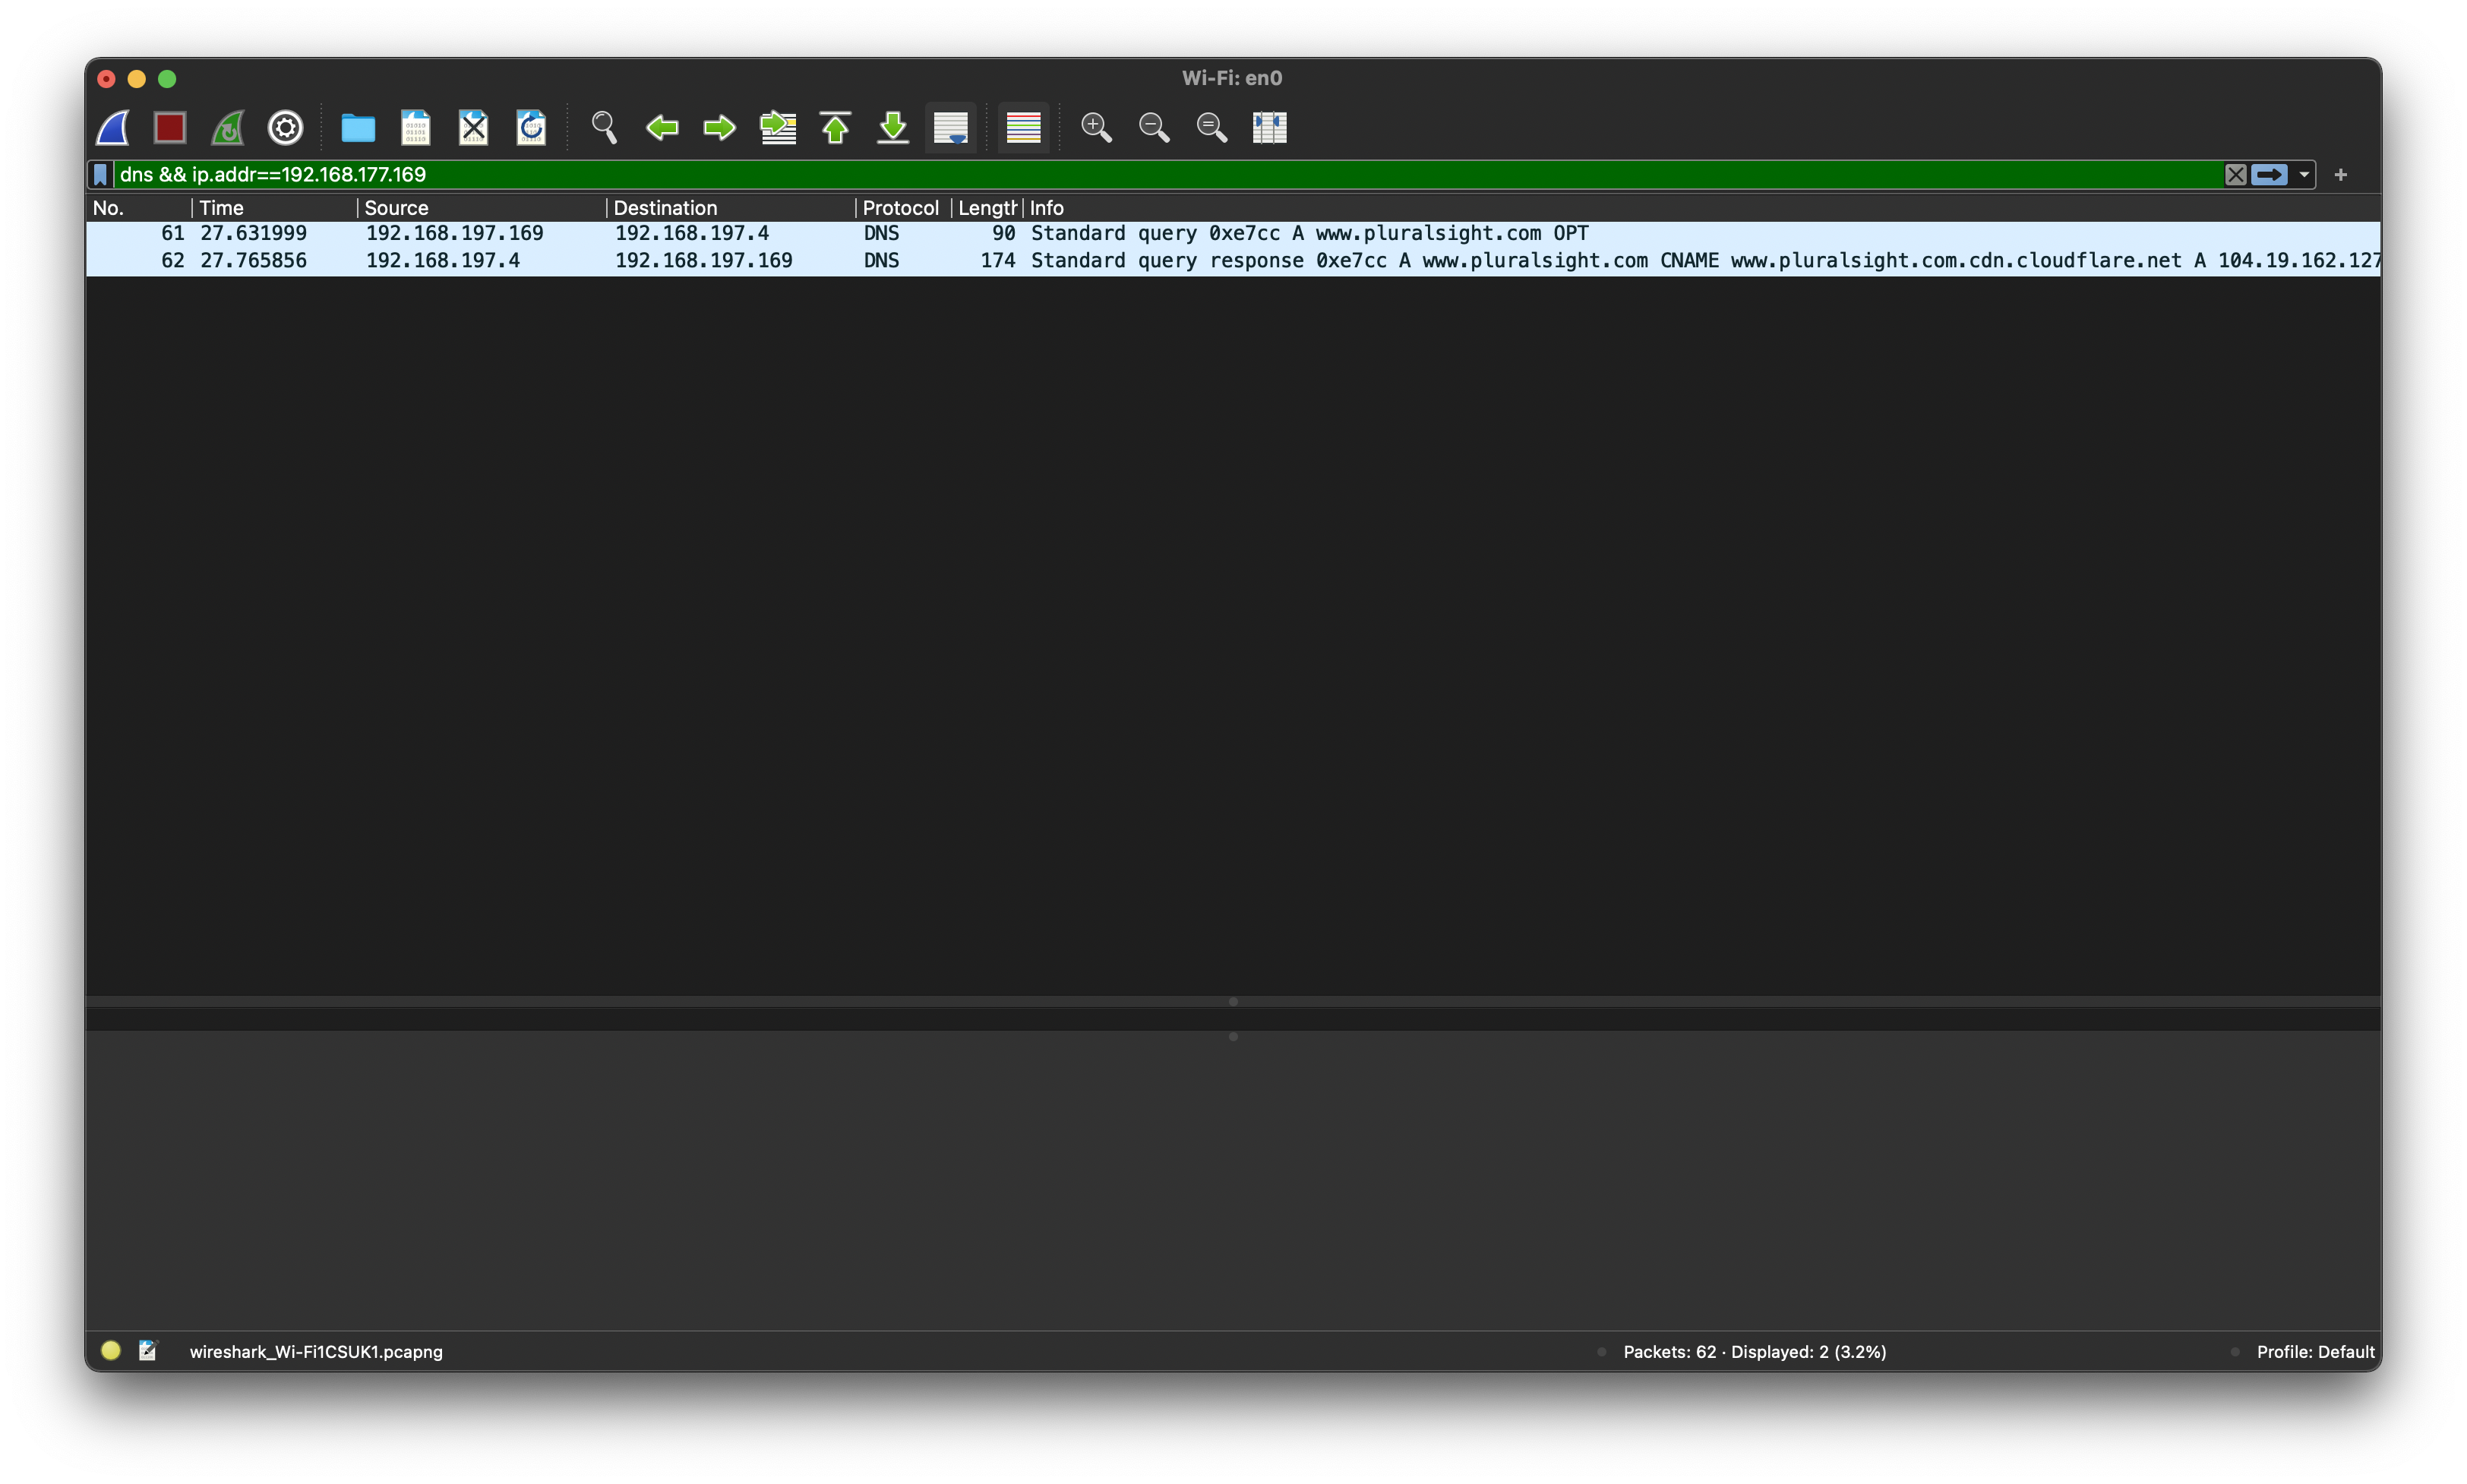 Wi-Fi: en0
dns && ip.addr==192.168.177.169
No. Time Source Destination Protocol Length Info
61 27.631999 192.168.197.169 192.168.197.4 DNS 90 Standard query 0xe7cc A www.pluralsight.com OPT
62 27.765856 192.168.197.4 192.168.197.169 DNS 174 Standard query response 0xe7cc A www.pluralsight.com CNAME www.pluralsight.com.cdn.cloudflare.net A 104.19.162.127
wireshark_Wi-Fi1CSUK1.pcapng Packets: 62 · Displayed: 2 (3.2%) Profile: Default